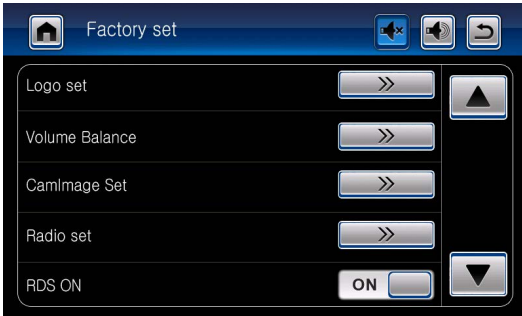 Factory set
Logo set
Volume Balance
CamImage Set
Radio set
RDS ON
ON